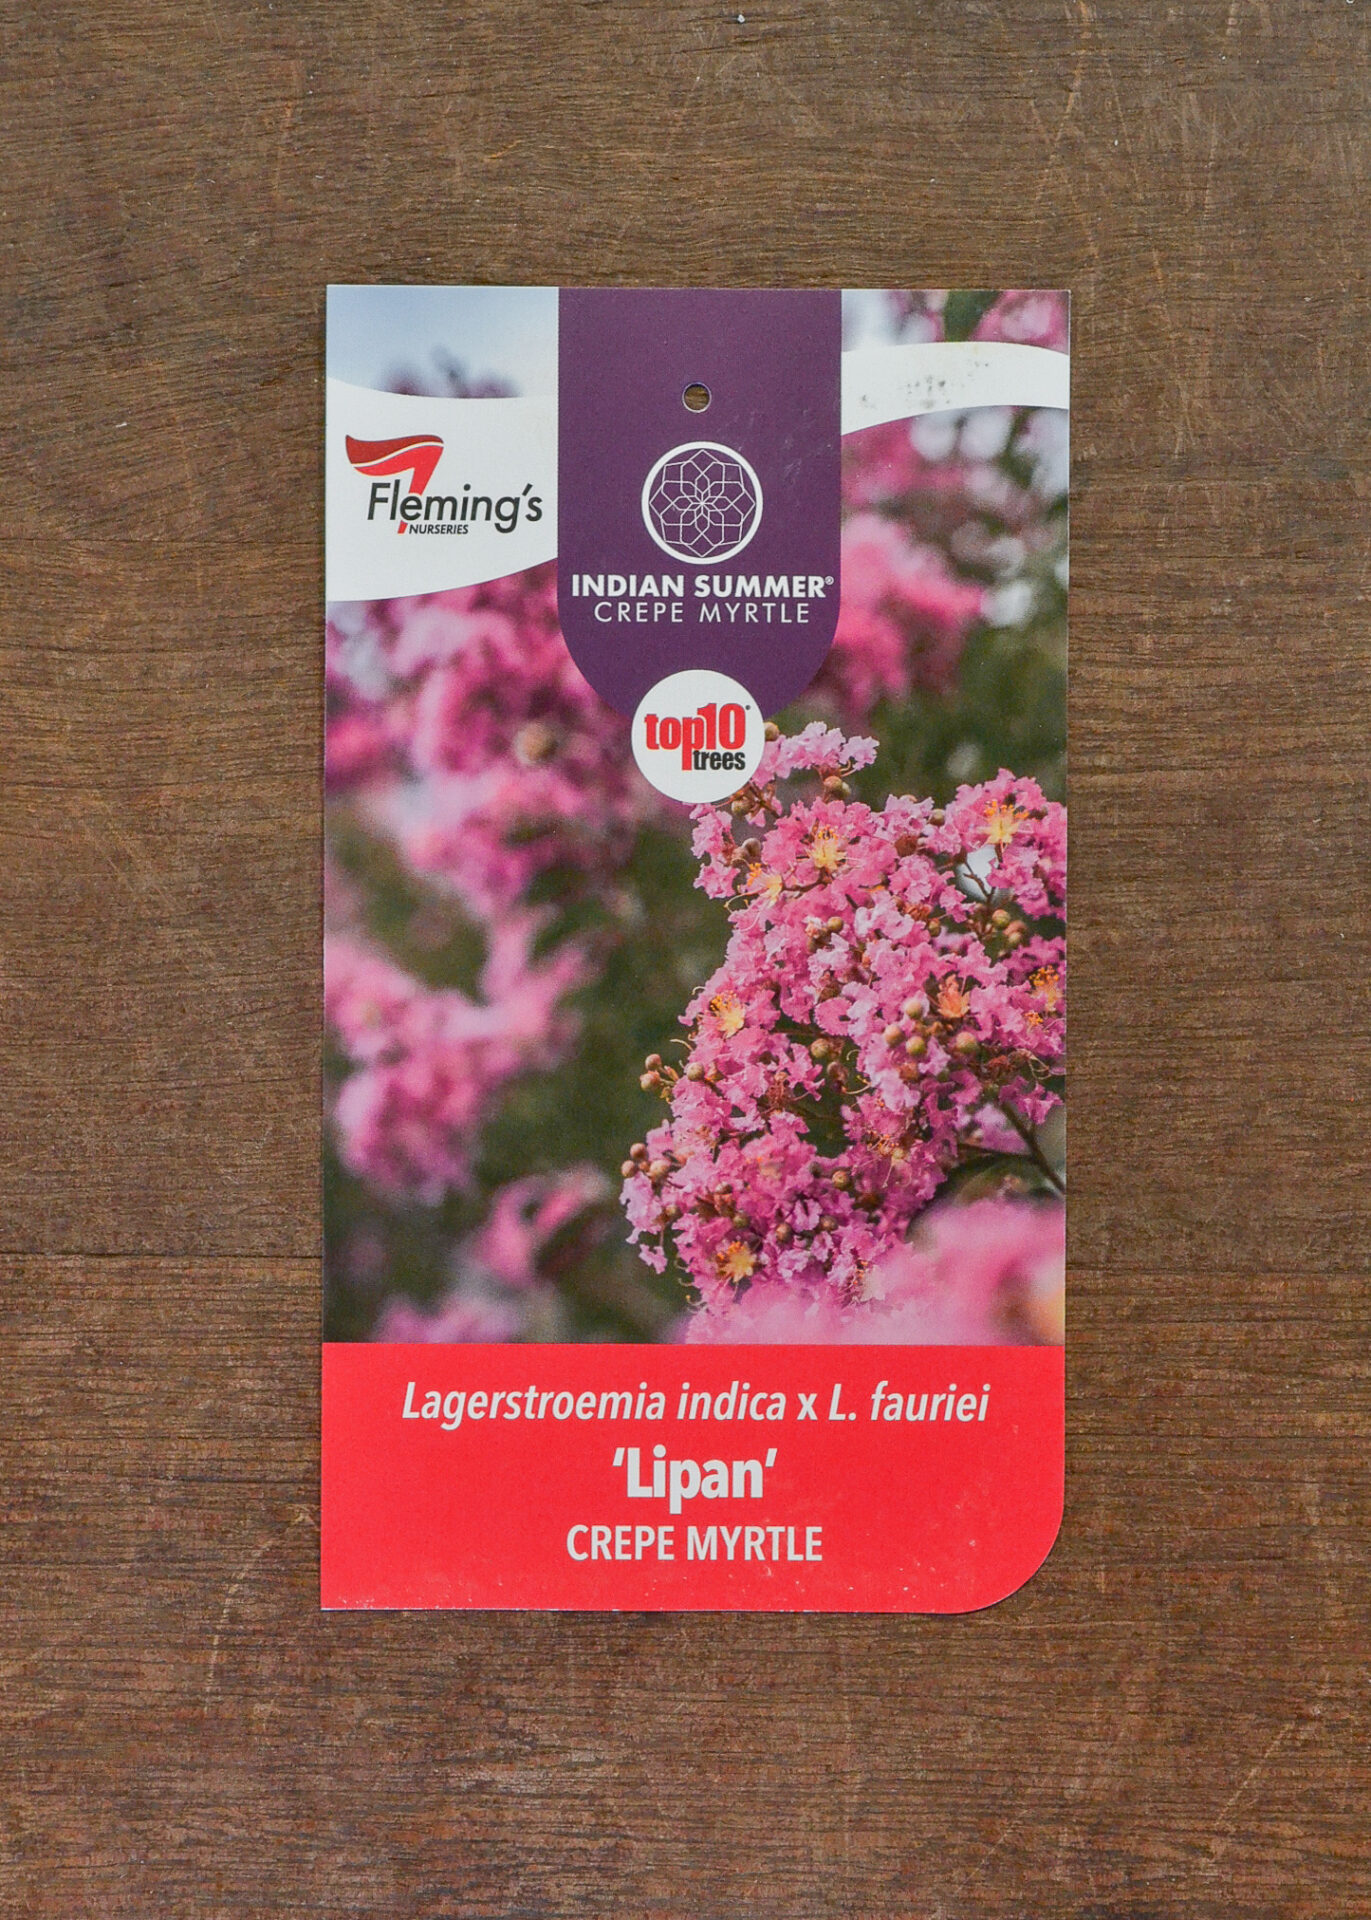 Fleming's
NURSERIES
INDIAN SUMMER®
CREPE MYRTLE
top10®
trees
Lagerstroemia indica x L. fauriei
‘Lipan’
CREPE MYRTLE